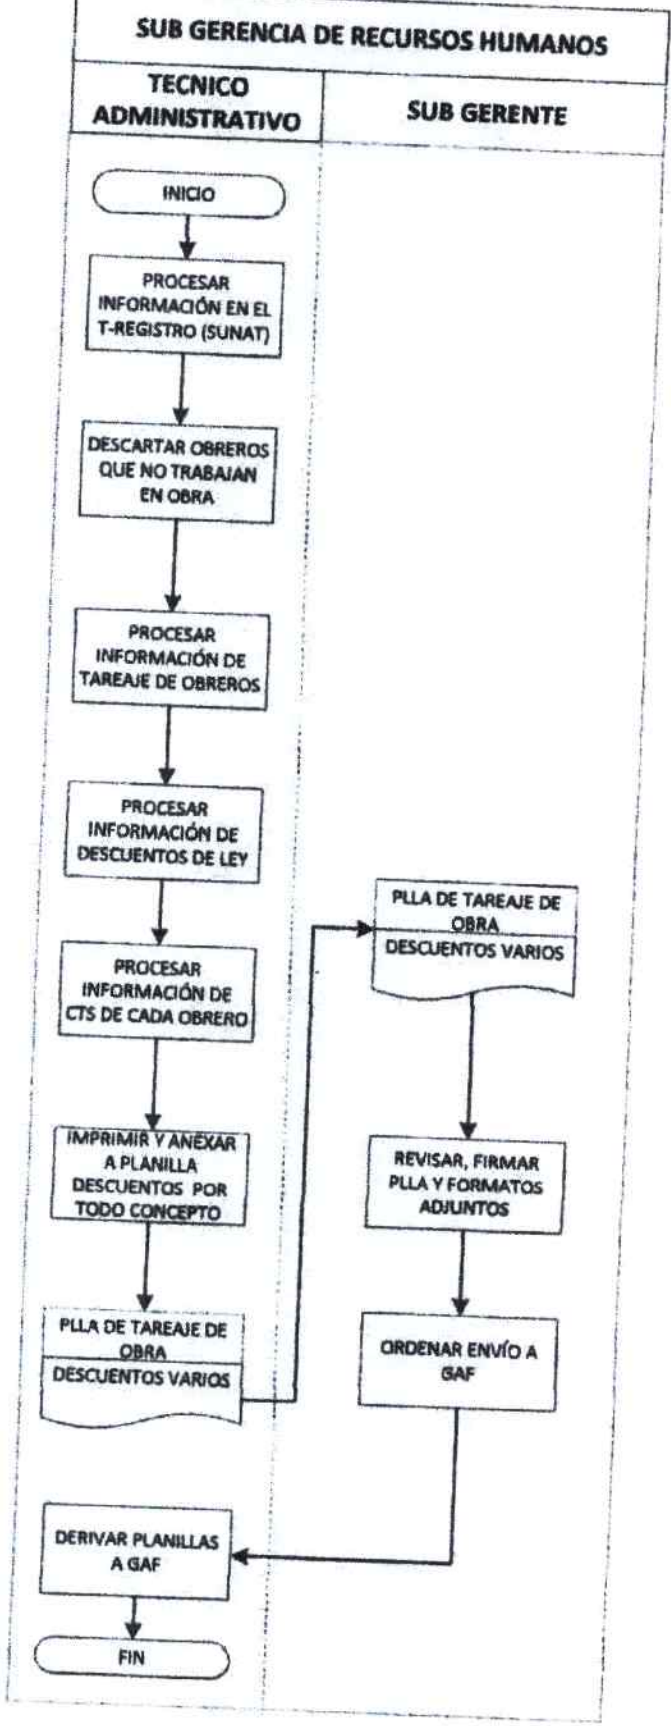 SUB GERENCIA DE RECURSOS HUMANOS
TECNICO
ADMINISTRATIVO
SUB GERENTE
INICIO
PROCESAR
INFORMACIÓN EN EL
T-REGISTRO (SUNAT)
DESCARTAR OBREROS
QUE NO TRABAJAN
EN OBRA
PROCESAR
INFORMACIÓN DE
TAREAJE DE OBREROS
PROCESAR
INFORMACIÓN DE
DESCUENTOS DE LEY
PROCESAR
INFORMACIÓN DE
CTS DE CADA OBRERO
IMPRIMIR Y ANEXAR
A PLANILLA
DESCUENTOS POR
TODO CONCEPTO
PLLA DE TAREAJE DE
OBRA
DESCUENTOS VARIOS
PLLA DE TAREAJE DE
OBRA
DESCUENTOS VARIOS
REVISAR, FIRMAR
PLLA Y FORMATOS
ADJUNTOS
ORDENAR ENVÍO A
GAF
DERIVAR PLANILLAS
A GAF
FIN